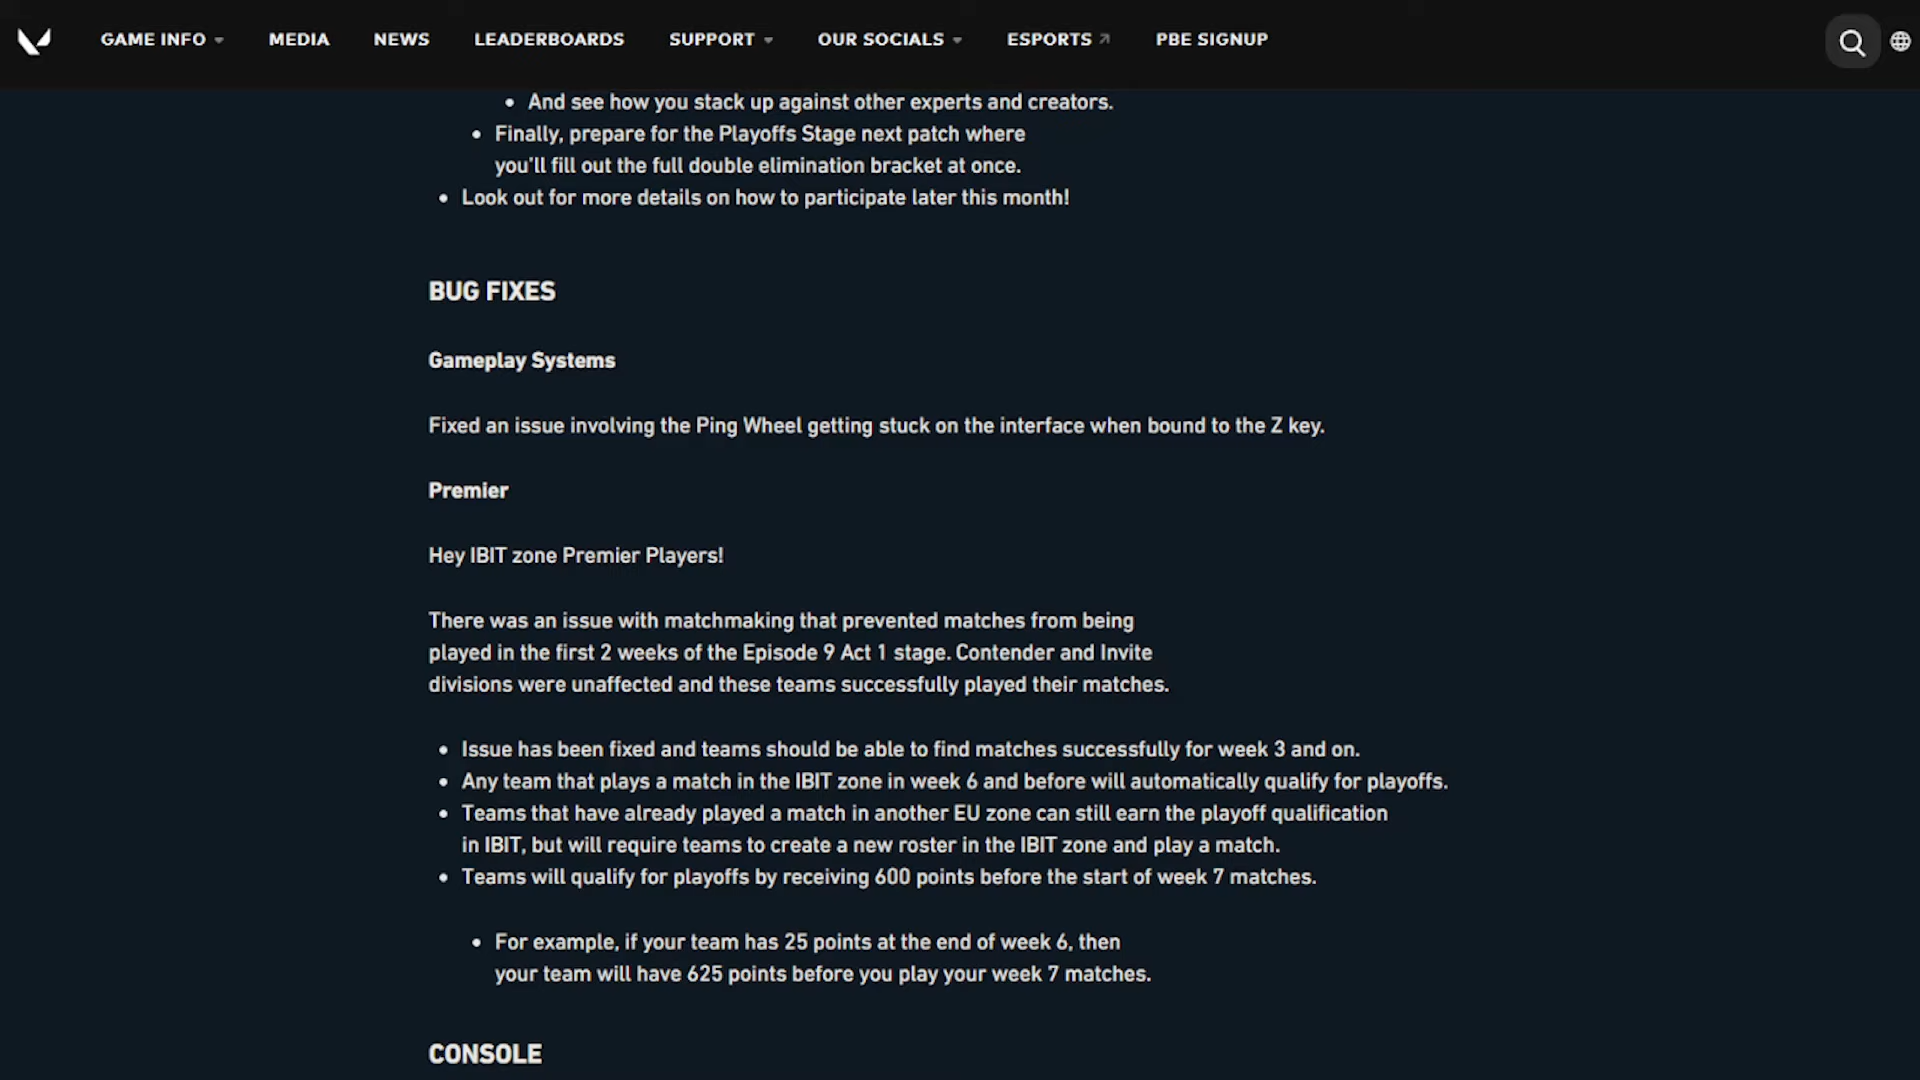 GAME INFO MEDIA NEWS LEADERBOARDS SUPPORT OUR SOCIALS ESPORTS PBE SIGNUP
• And see how you stack up against other experts and creators.
• Finally, prepare for the Playoffs Stage next patch where
you'll fill out the full double elimination bracket at once.
• Look out for more details on how to participate later this month!
BUG FIXES
Gameplay Systems
Fixed an issue involving the Ping Wheel getting stuck on the interface when bound to the Z key.
Premier
Hey IBIT zone Premier Players!
There was an issue with matchmaking that prevented matches from being
played in the first 2 weeks of the Episode 9 Act 1 stage. Contender and Invite
divisions were unaffected and these teams successfully played their matches.
• Issue has been fixed and teams should be able to find matches successfully for week 3 and on.
• Any team that plays a match in the IBIT zone in week 6 and before will automatically qualify for playoffs.
• Teams that have already played a match in another EU zone can still earn the playoff qualification
in IBIT, but will require teams to create a new roster in the IBIT zone and play a match.
• Teams will qualify for playoffs by receiving 600 points before the start of week 7 matches.
• For example, if your team has 25 points at the end of week 6, then
your team will have 625 points before you play your week 7 matches.
CONSOLE